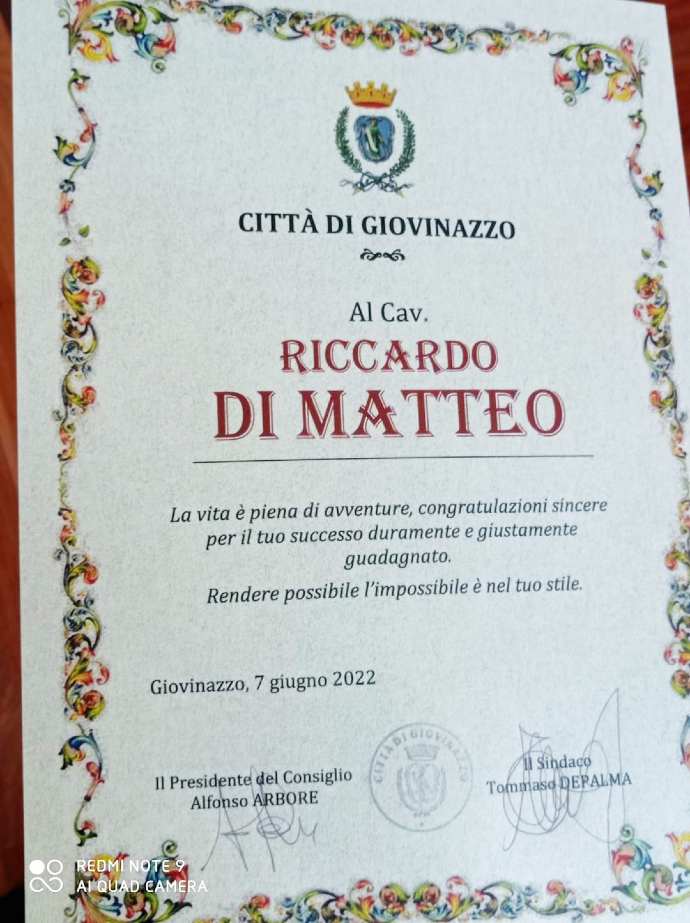 CITTÀ DI GIOVINAZZO
Al Cav.
RICCARDO
DI MATTEO
La vita è piena di avventure, congratulazioni sincere
per il tuo successo duramente e giustamente
guadagnato.
Rendere possibile l'impossibile è nel tuo stile.
Giovinazzo, 7 giugno 2022
Il Presidente del Consiglio
Alfonso ARBORE
CITTÀ DI GIOVINAZZO
Il Sindaco
Tommaso DEPALMA
REDMI NOTE 9
AI QUAD CAMERA